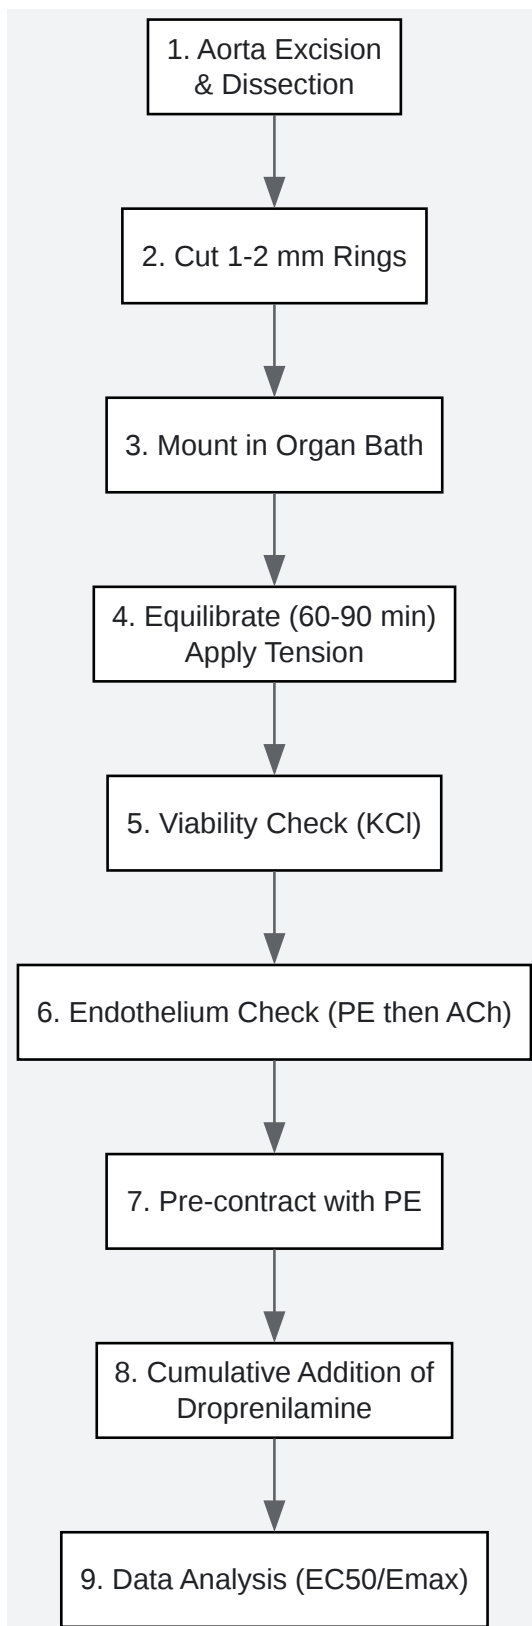 1. Aorta Excision
& Dissection
2. Cut 1-2 mm Rings
3. Mount in Organ Bath
4. Equilibrate (60-90 min)
Apply Tension
5. Viability Check (KCl)
6. Endothelium Check (PE then ACh)
7. Pre-contract with PE
8. Cumulative Addition of
Droprenilamine
9. Data Analysis (EC50/Emax)